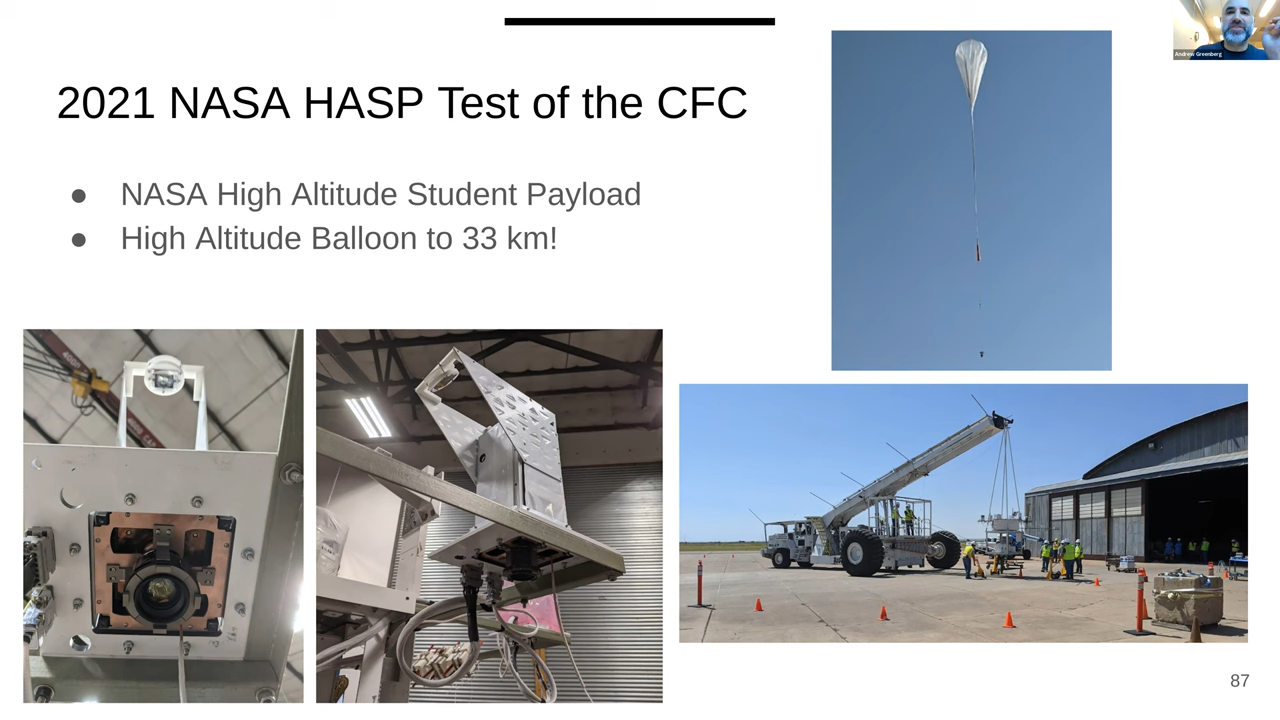 2021 NASA HASP Test of the CFC
● NASA High Altitude Student Payload
● High Altitude Balloon to 33 km!
Andrew Greenberg
87